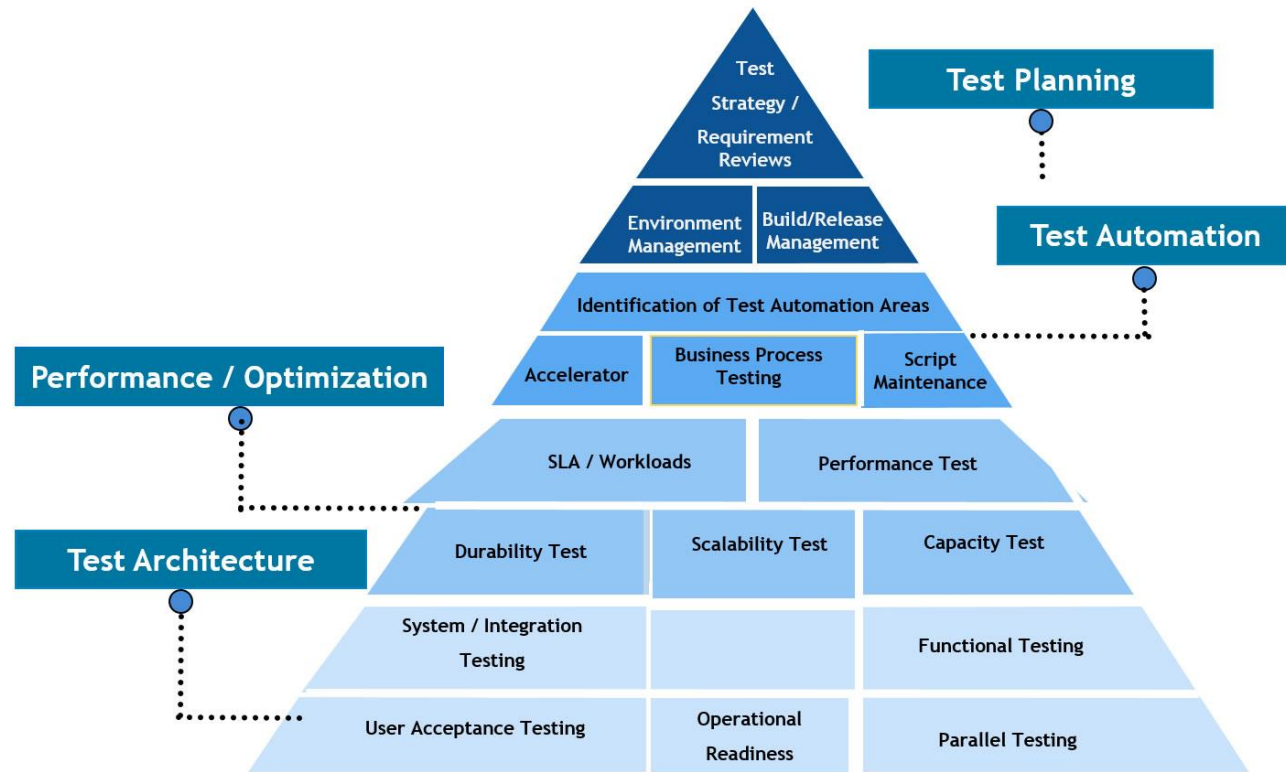 Test
Strategy /
Requirement
Reviews
Test Planning
Environment
Management
Build/Release
Management
Test Automation
Identification of Test Automation Areas
Accelerator
Business Process
Testing
Script
Maintenance
Performance / Optimization
SLA / Workloads
Performance Test
Durability Test
Scalability Test
Capacity Test
Test Architecture
System / Integration
Testing
Functional Testing
User Acceptance Testing
Operational
Readiness
Parallel Testing